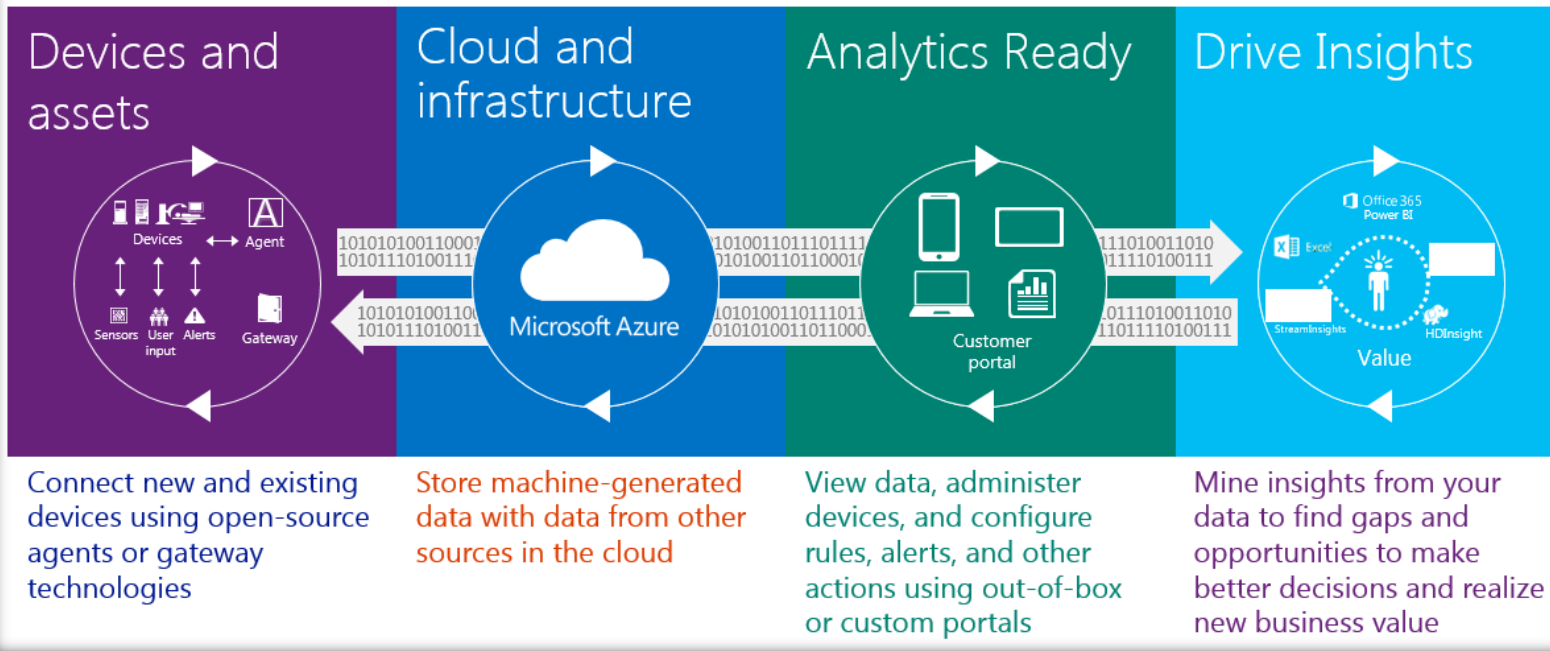 Devices and
assets
Devices
Agent
Sensors
User
input
Alerts
Gateway
Connect new and existing
devices using open-source
agents or gateway
technologies
Cloud and
infrastructure
Microsoft Azure
Store machine-generated
data with data from other
sources in the cloud
Analytics Ready
Customer
portal
View data, administer
devices, and configure
rules, alerts, and other
actions using out-of-box
or custom portals
Drive Insights
Office 365
Power BI
Excel
StreamInsights
HDInsight
Value
Mine insights from your
data to find gaps and
opportunities to make
better decisions and realize
new business value